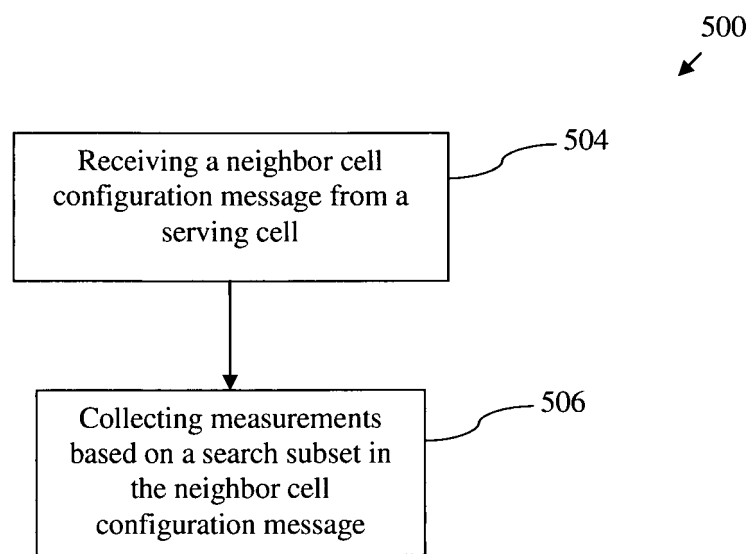 500
Receiving a neighbor cell
configuration message from a
serving cell
504
Collecting measurements
based on a search subset in
the neighbor cell
configuration message
506